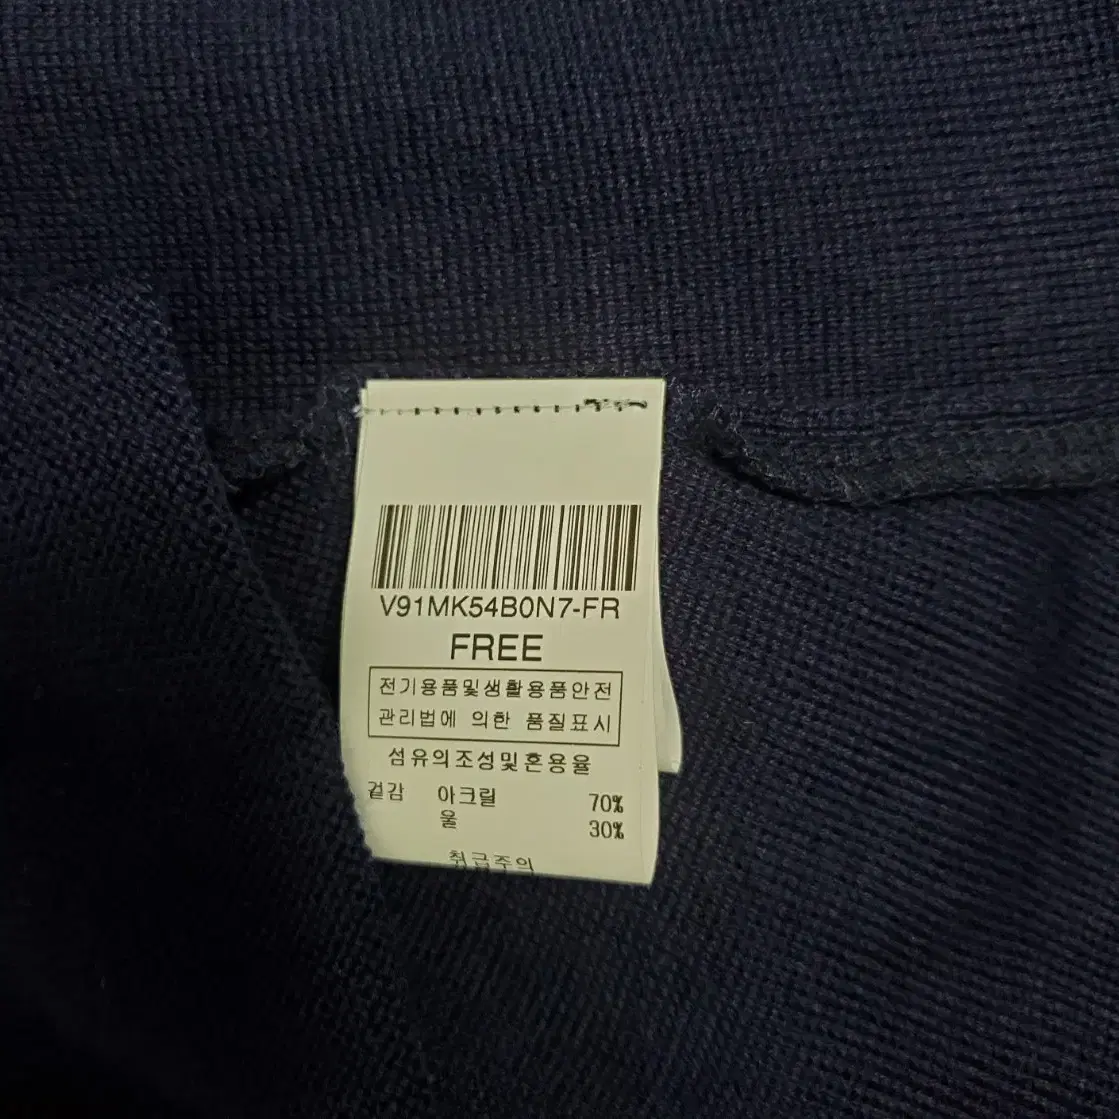 V91MK54B0N7-FR
FREE
전기용품및생활용품안전
관리법에 의한 품질표시
섬유의조성및혼용율
겉감 아크릴 70%
울 30%
취급주의